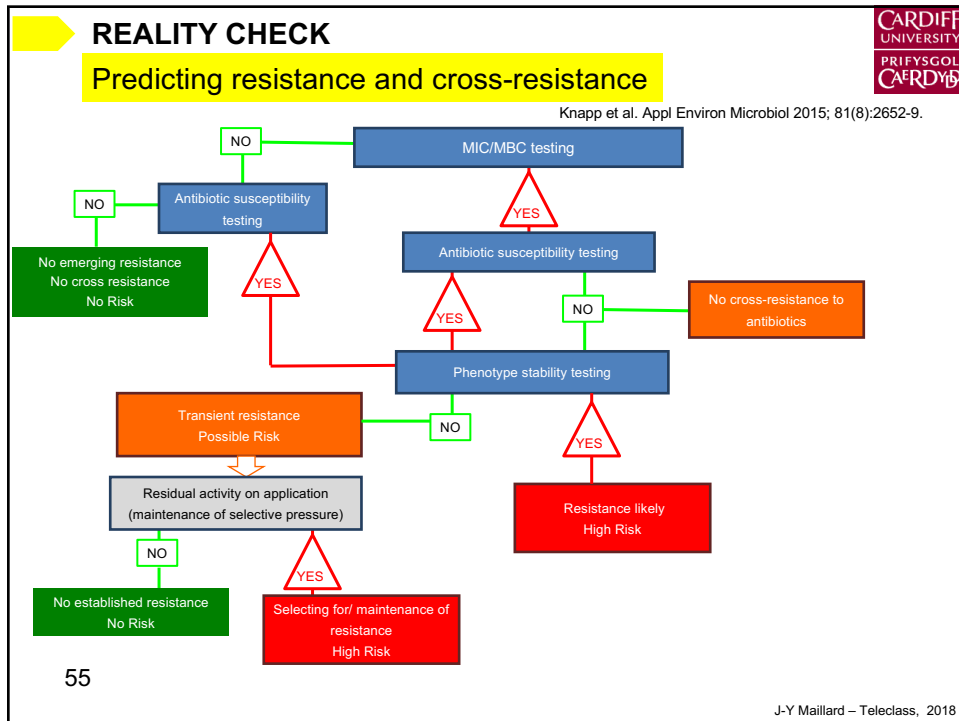 REALITY CHECK
Predicting resistance and cross-resistance
CARDIFF
UNIVERSITY
PRIFYSGOL
CAERDYDD
Knapp et al. Appl Environ Microbiol 2015; 81(8):2652-9.
NO
MIC/MBC testing
NO
Antibiotic susceptibility
testing
YES
Antibiotic susceptibility testing
No emerging resistance
No cross resistance
No Risk
YES
YES
NO
No cross-resistance to
antibiotics
Phenotype stability testing
Transient resistance
Possible Risk
NO
YES
Residual activity on application
(maintenance of selective pressure)
Resistance likely
High Risk
NO
YES
No established resistance
No Risk
Selecting for/ maintenance of
resistance
High Risk
55
J-Y Maillard – Teleclass, 2018